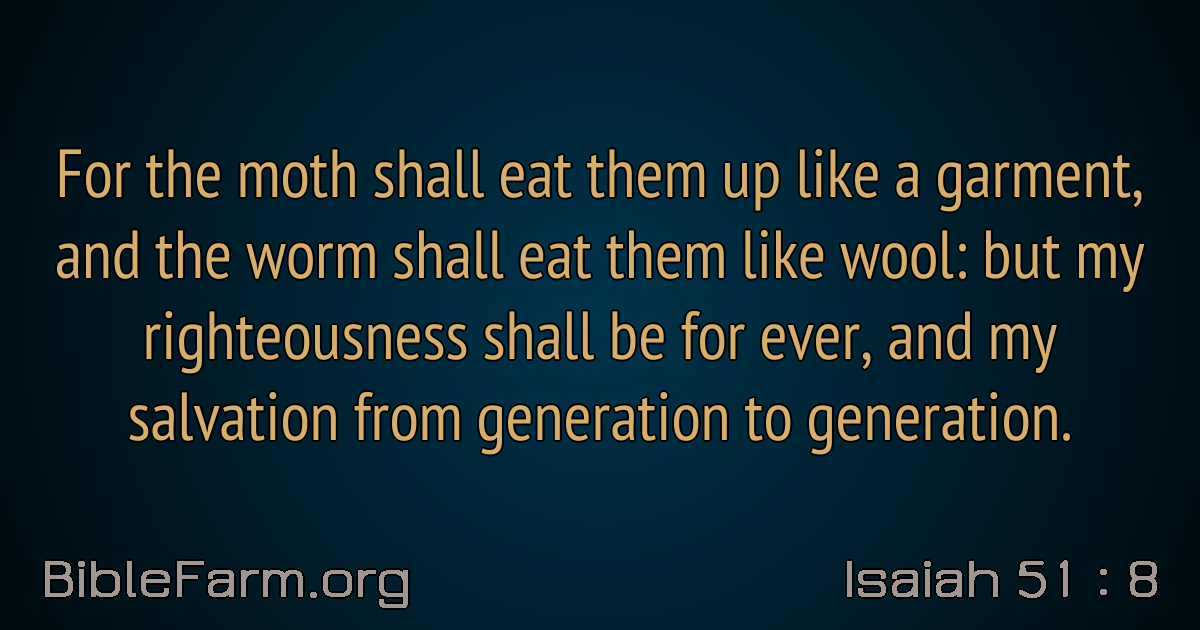 For the moth shall eat them up like a garment,
and the worm shall eat them like wool: but my
righteousness shall be for ever, and my
salvation from generation to generation.
BibleFarm.org
Isaiah 51 : 8